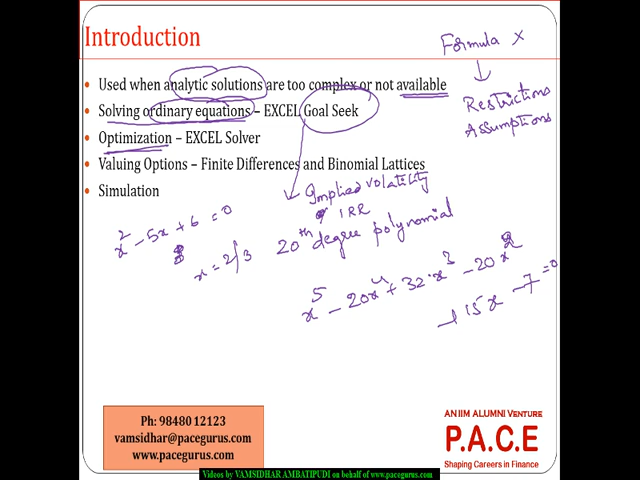 Introduction
Formula X
Restrictions
Assumptions
• Used when analytic solutions are too complex or not available
• Solving ordinary equations – EXCEL Goal Seek
• Optimization – EXCEL Solver
• Valuing Options – Finite Differences and Binomial Lattices
• Simulation
Implied volatility
IRR
20th degree polynomial
x² - 5x + 6 = 0
x = 2/3
x⁵ - 20x⁴ + 32·x³ - 20x²
+ 15x - 7 = 0
Ph: 98480 12123
vamsidhar@pacegurus.com
www.pacegurus.com
ANIIM ALUMNI VENTURE
P.A.C.E
Shaping Careers in Finance
Videos by VAMSIDHAR AMBATIPUDI on behalf of www.pacegurus.com